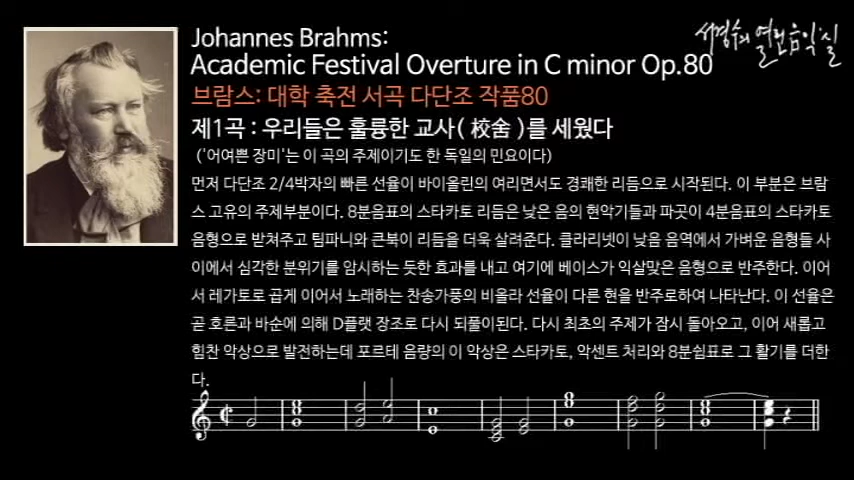 서경수의 열린음악실
Johannes Brahms:
Academic Festival Overture in C minor Op.80
브람스: 대학 축전 서곡 다단조 작품80
제1곡 : 우리들은 훌륭한 교사( 校舍 )를 세웠다
('어여쁜 장미'는 이 곡의 주제이기도 한 독일의 민요이다)
먼저 다단조 2/4박자의 빠른 선율이 바이올린의 여리면서도 경쾌한 리듬으로 시작된다. 이 부분은 브람
스 고유의 주제부분이다. 8분음표의 스타카토 리듬은 낮은 음의 현악기들과 파곳이 4분음표의 스타카토
음형으로 받쳐주고 팀파니와 큰북이 리듬을 더욱 살려준다. 클라리넷이 낮음 음역에서 가벼운 음형들 사
이에서 심각한 분위기를 암시하는 듯한 효과를 내고 여기에 베이스가 익살맞은 음형으로 반주한다. 이어
서 레가토로 곱게 이어서 노래하는 찬송가풍의 비올라 선율이 다른 현을 반주로하여 나타난다. 이 선율은
곧 호른과 바순에 의해 D플랫 장조로 다시 되풀이된다. 다시 최초의 주제가 잠시 돌아오고, 이어 새롭고
힘찬 악상으로 발전하는데 포르테 음량의 이 악상은 스타카토, 악센트 처리와 8분쉼표로 그 활기를 더한
다.